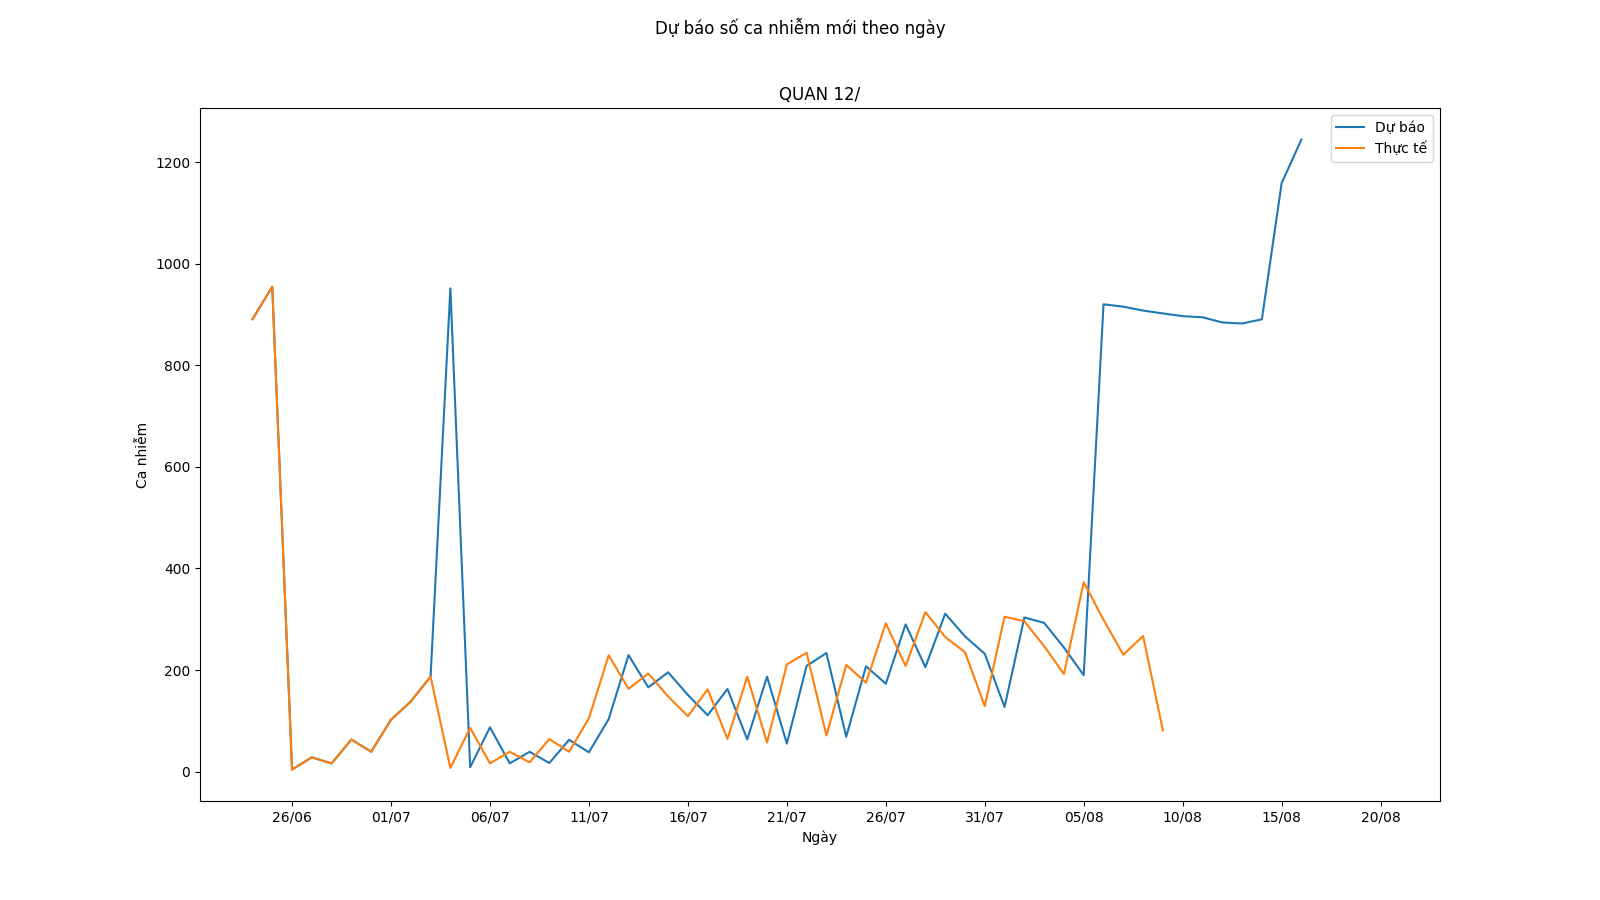 Dự báo số ca nhiễm mới theo ngày
QUAN 12/
Dự báo
Thực tế
1200
1000
800
600
400
200
0
Ca nhiễm
26/06 01/07 06/07 11/07 16/07 21/07 26/07 31/07 05/08 10/08 15/08 20/08
Ngày